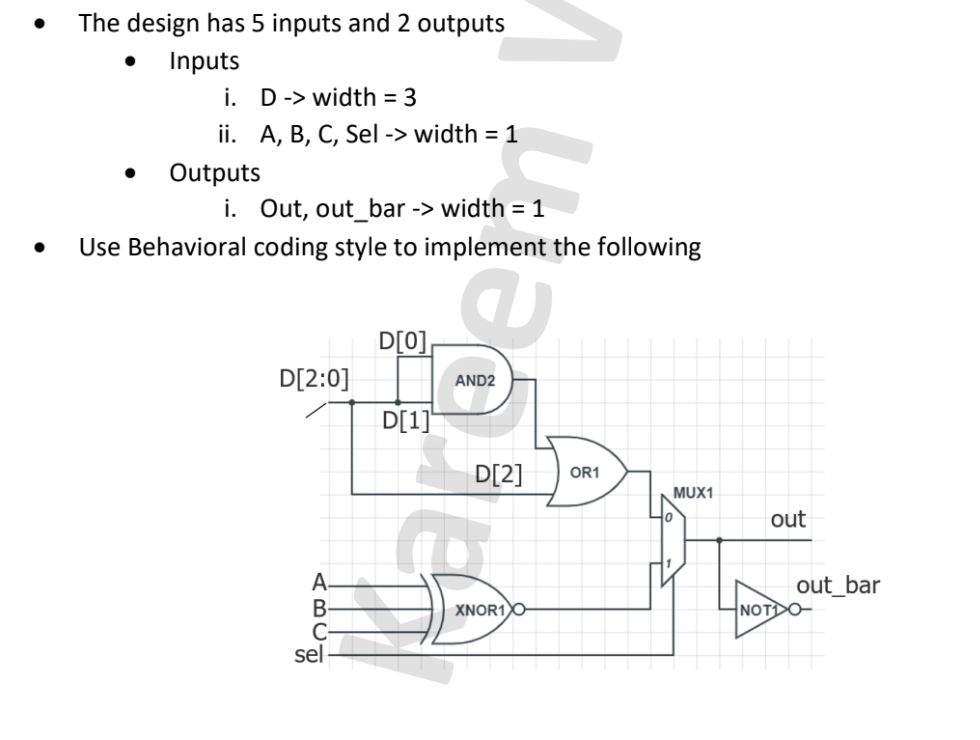 • The design has 5 inputs and 2 outputs
• Inputs
i. D -> width = 3
ii. A, B, C, Sel -> width = 1
• Outputs
i. Out, out_bar -> width = 1
• Use Behavioral coding style to implement the following
D[0]
D[2:0]
AND2
D[1]
D[2]
OR1
MUX1
0
out
1
A
out_bar
B
XNOR1
NOT1
C
sel
Kareem W